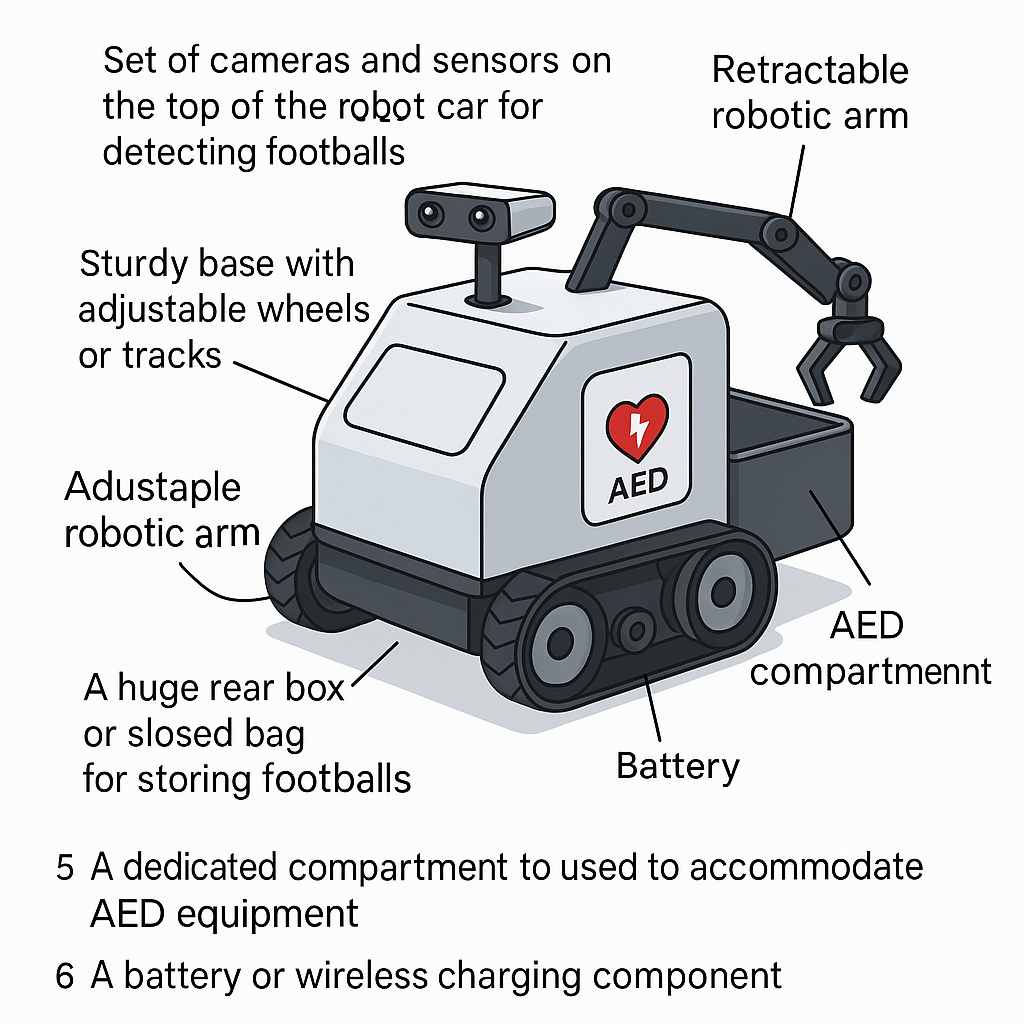 Set of cameras and sensors on
the top of the robot car for
detecting footballs
Retractable
robotic arm
Sturdy base with
adjustable wheels
or tracks
AED
Adustaple
robotic arm
AED
compartmennt
A huge rear box
or slosed bag
for storing footballs
Battery
5 A dedicated compartment to used to accommodate
AED equipment
6 A battery or wireless charging component